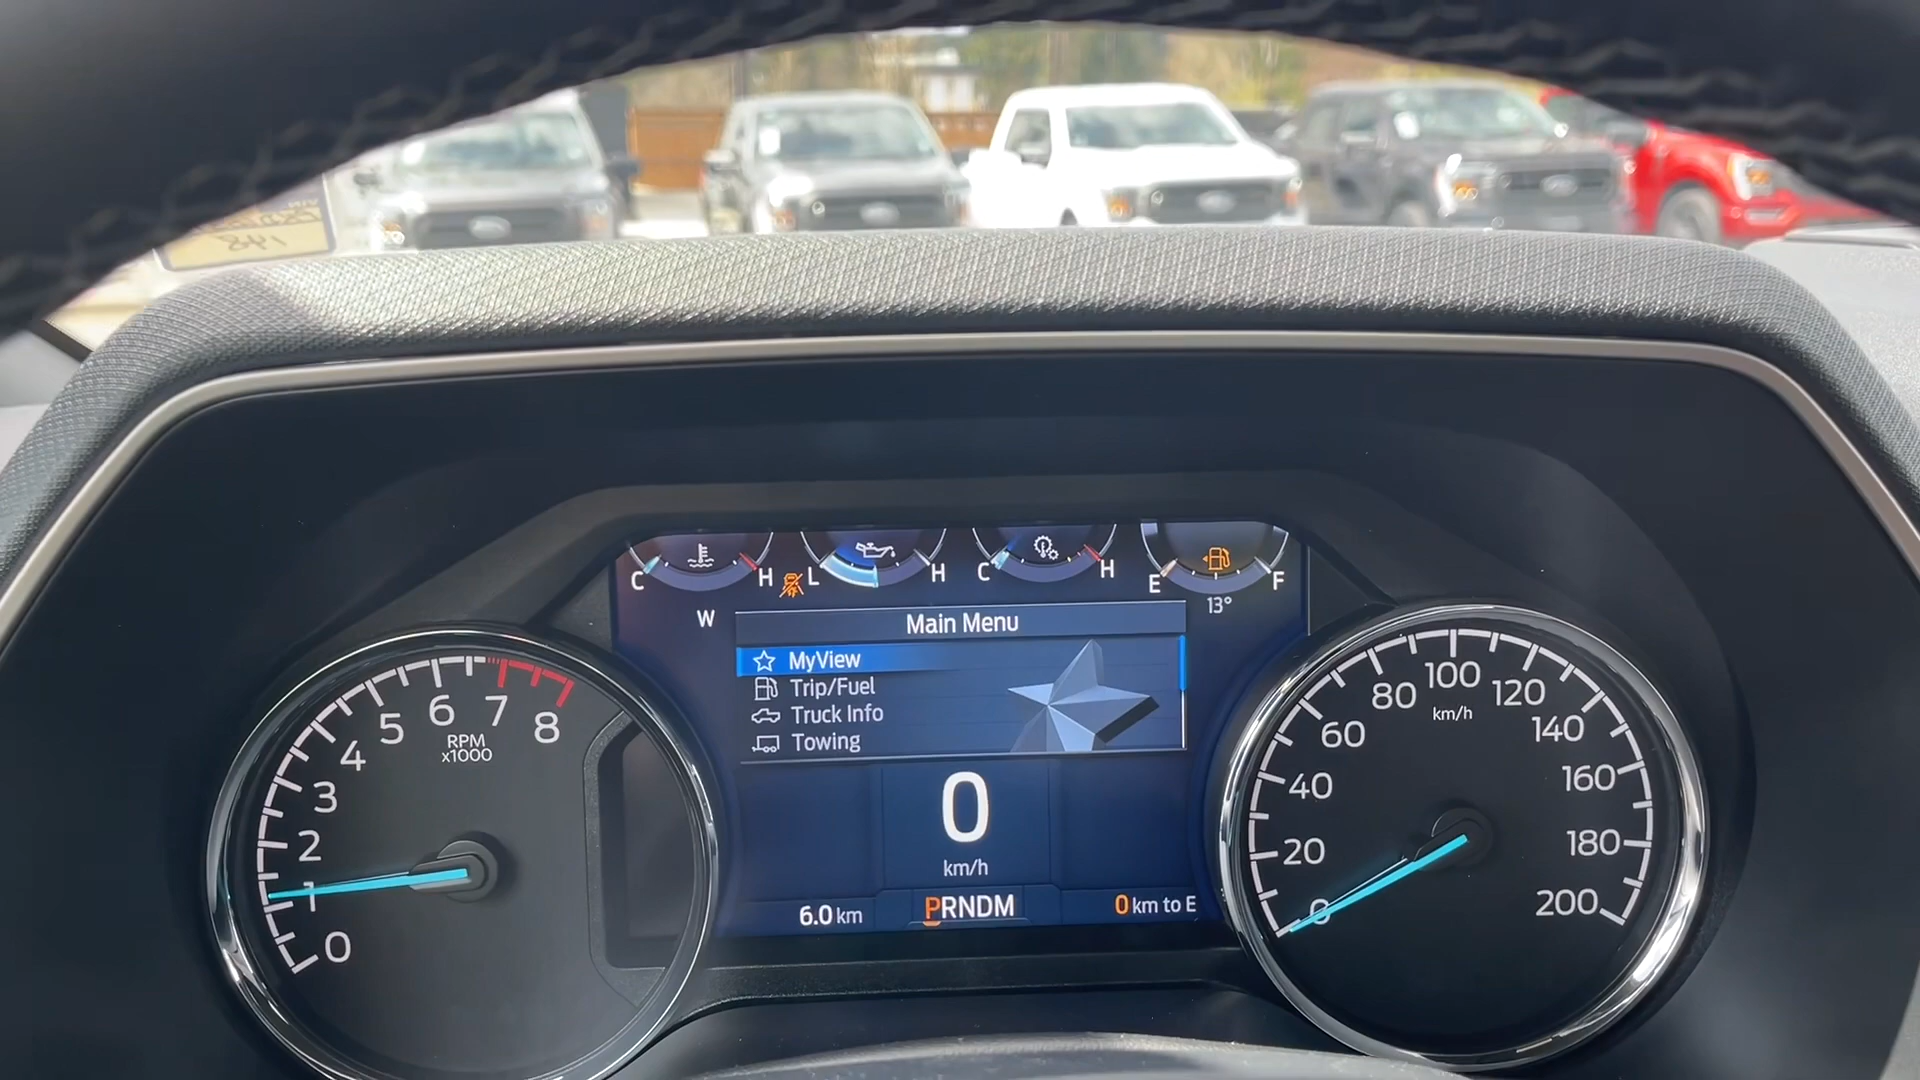 C H L H C H E F
W
13°
Main Menu
MyView
Trip/Fuel
Truck Info
Towing
0
km/h
6.0 km
PRNDM
0 km to E
0 1 2 3 4 5 6 7 8
RPM
x1000
0 20 40 60 80 100 120 140 160 180 200
km/h